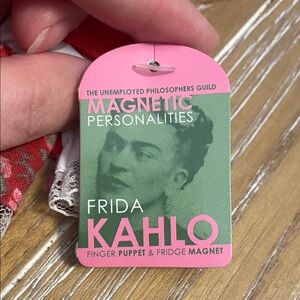 THE UNEMPLOYED PHILOSOPHERS GUILD
MAGNETIC
PERSONALITIES
FRIDA
KAHLO
FINGER PUPPET & FRIDGE MAGNET